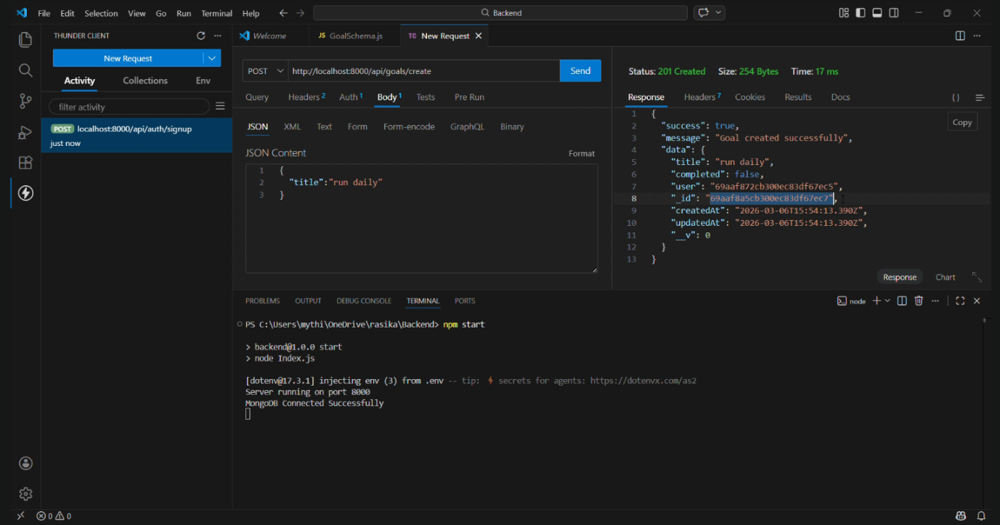 File Edit Selection View Go Run Terminal Help Backend
THUNDER CLIENT
New Request
Activity Collections Env
filter activity
POST localhost:8000/api/auth/signup
just now
Welcome JS GoalSchema.js TC New Request
POST http://localhost:8000/api/goals/create Send
Query Headers 2 Auth 1 Body 1 Tests Pre Run
JSON XML Text Form Form-encode GraphQL Binary
JSON Content Format
1 {
2 "title":"run daily"
3 }
Status: 201 Created Size: 254 Bytes Time: 17 ms
Response Headers 7 Cookies Results Docs { }
Copy
1 {
2 "success": true,
3 "message": "Goal created successfully",
4 "data": {
5 "title": "run daily",
6 "completed": false,
7 "user": "69aaf872cb300ec83df67ec5",
8 "_id": "69aaf8a5cb300ec83df67ec7",
9 "createdAt": "2026-03-06T15:54:13.390Z",
10 "updatedAt": "2026-03-06T15:54:13.390Z",
11 "__v": 0
12 }
13 }
Response Chart
PROBLEMS OUTPUT DEBUG CONSOLE TERMINAL PORTS node
PS C:\Users\mythi\OneDrive\rasika\Backend> npm start
> backend@1.0.0 start
> node Index.js
[dotenv@17.3.1] injecting env (3) from .env -- tip: ⚡ secrets for agents: https://dotenvx.com/as2
Server running on port 8000
MongoDB Connected Successfully
0 0